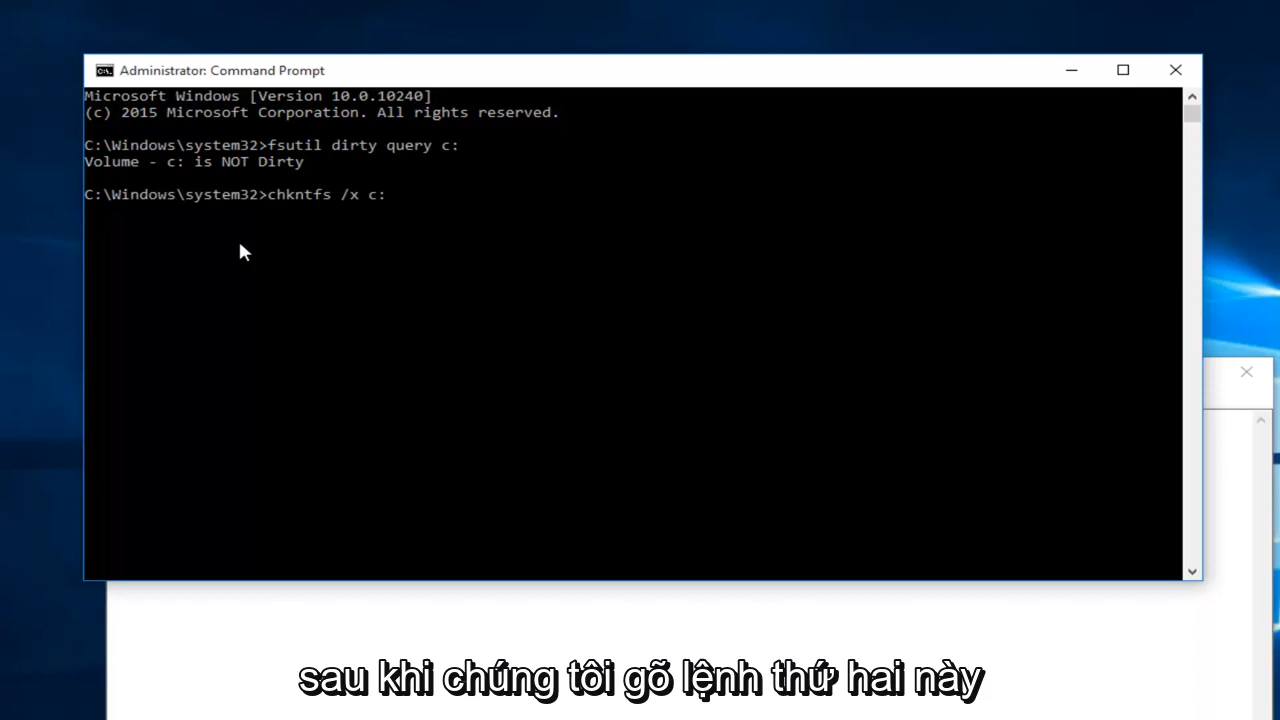 Administrator: Command Prompt
Microsoft Windows [Version 10.0.10240]
(c) 2015 Microsoft Corporation. All rights reserved.
C:\Windows\system32>fsutil dirty query c:
Volume - c: is NOT Dirty
C:\Windows\system32>chkntfs /x c:
sau khi chúng tôi gõ lệnh thứ hai này